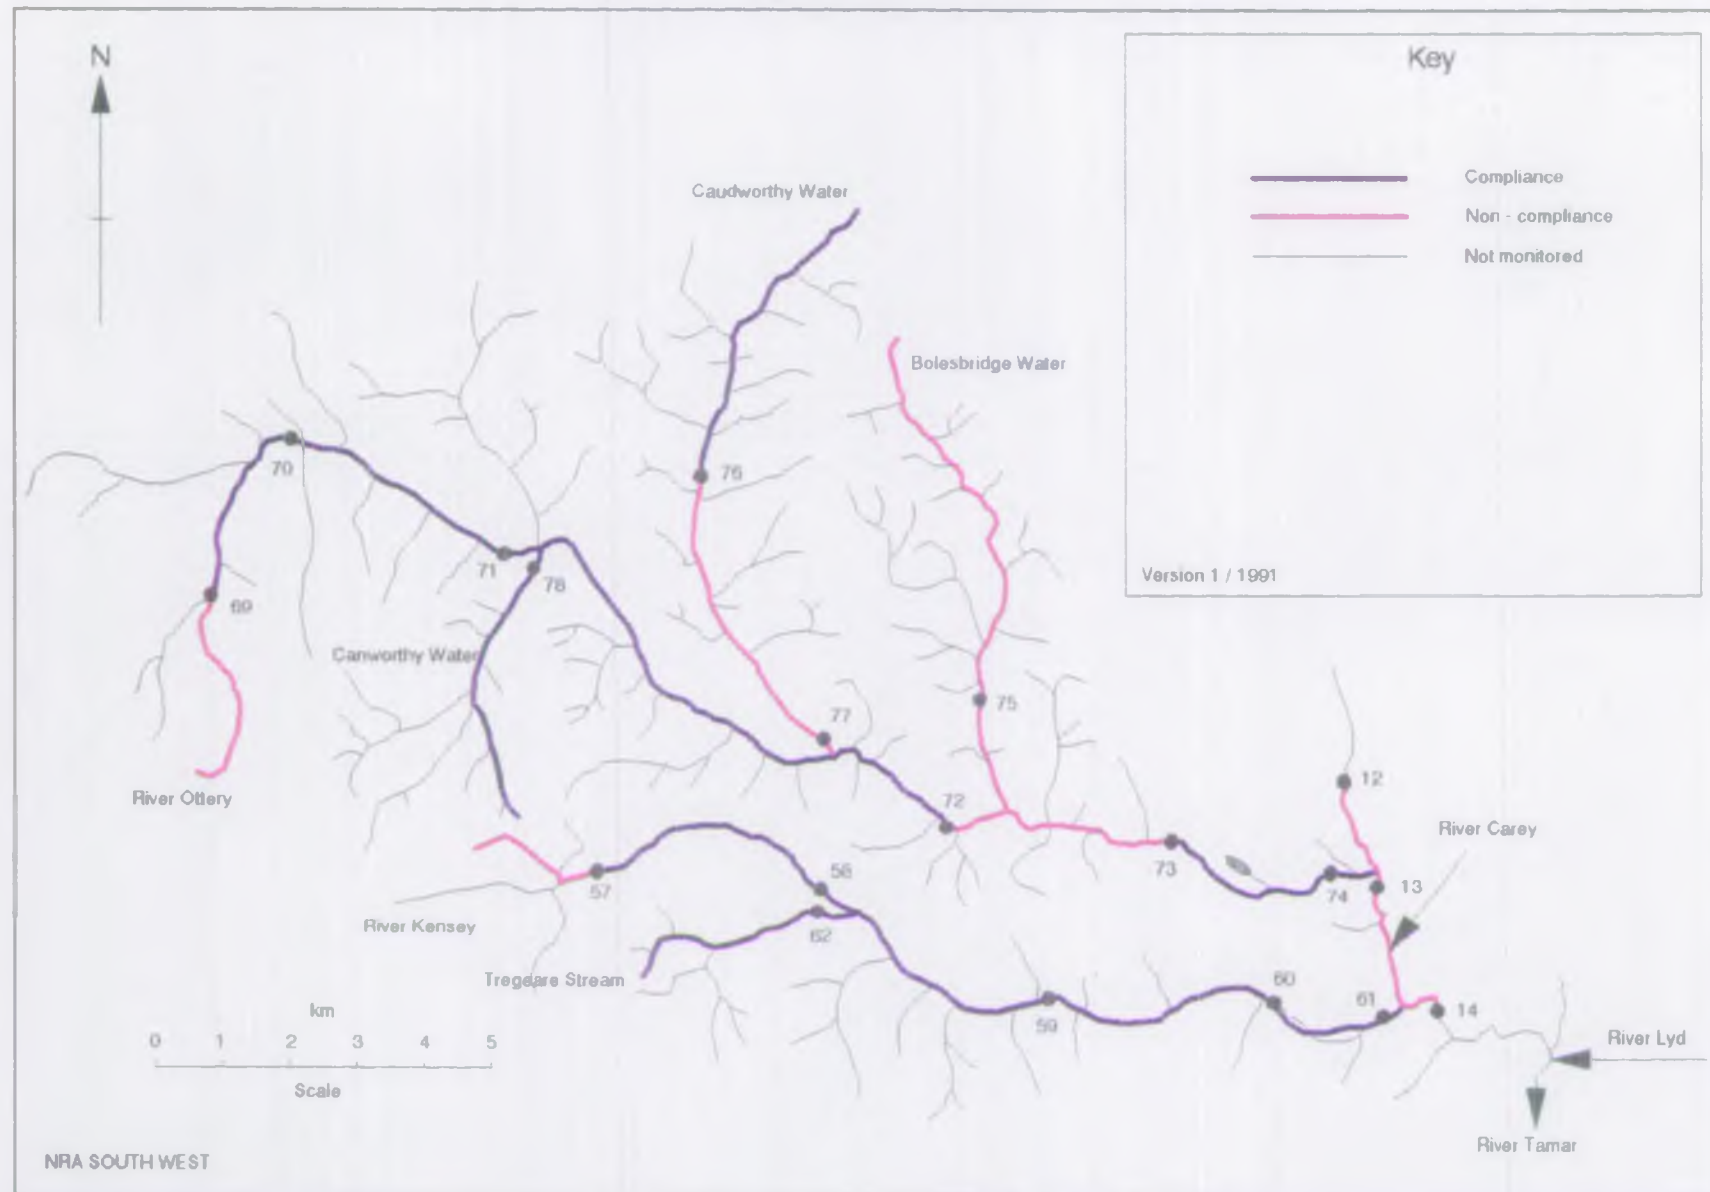 N
Key
Compliance
Non - compliance
Not monitored
Version 1 / 1991
Caudworthy Water
Bolesbridge Water
70
76
71
78
69
Canworthy Water
75
77
River Ottery
72
12
River Carey
73
74
13
57
58
River Kensey
62
Tregeare Stream
60
61
14
59
km
0 1 2 3 4 5
Scale
River Lyd
River Tamar
NRA SOUTH WEST